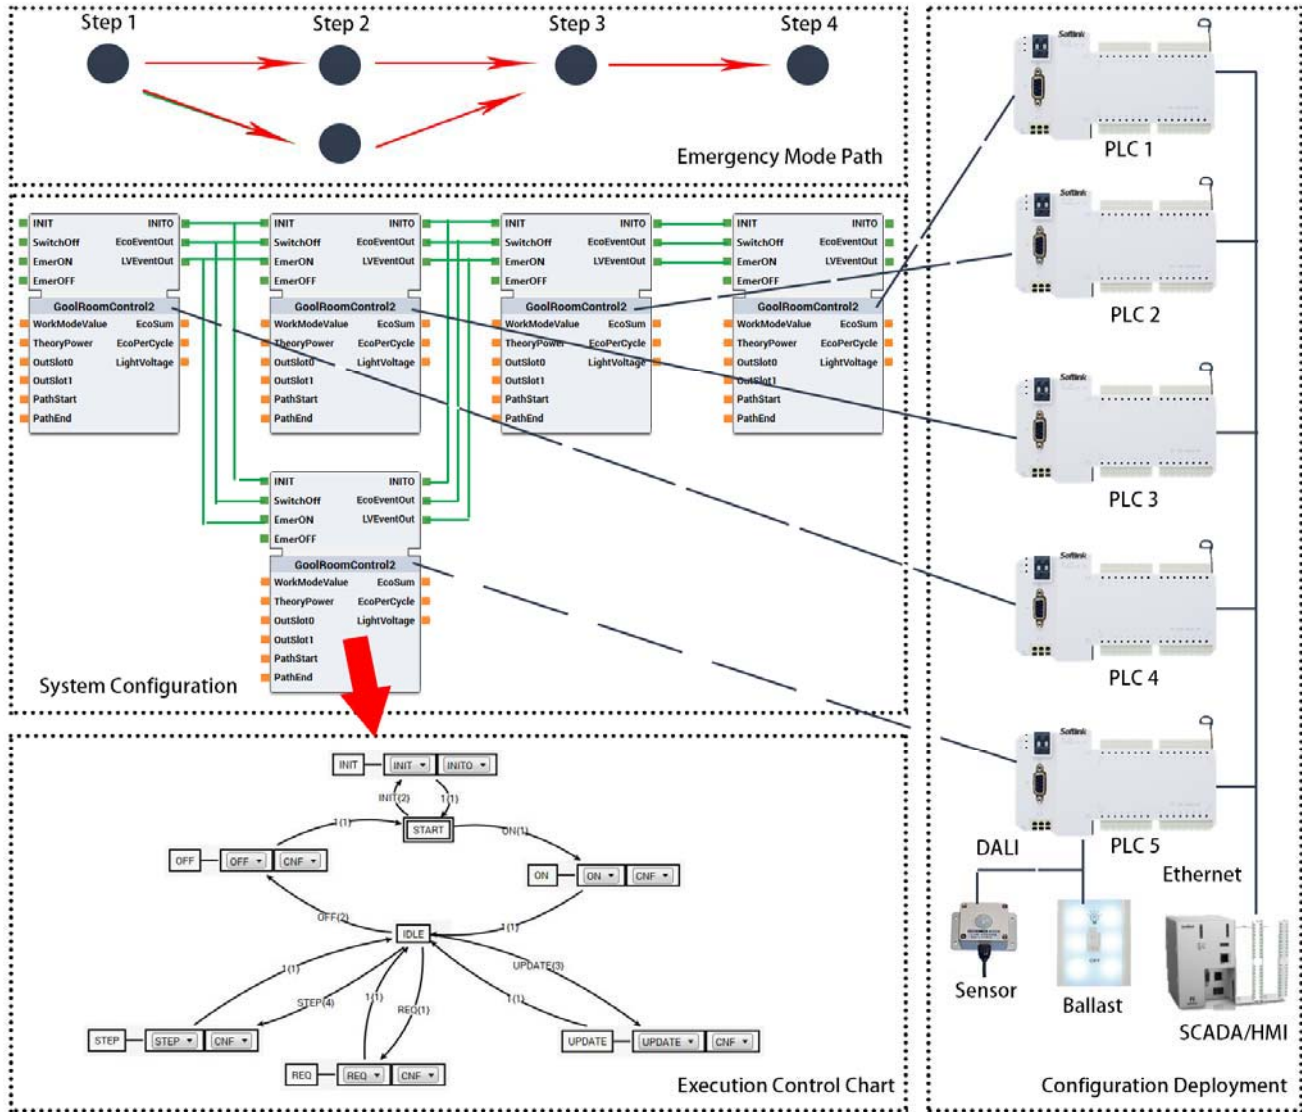 Step 1
Step 2
Step 3
Step 4
Emergency Mode Path
INIT INITO
SwitchOff EcoEventOut
EmerON LVEventOut
EmerOFF
GoolRoomControl2
WorkModeValue EcoSum
TheoryPower EcoPerCycle
OutSlot0 LightVoltage
OutSlot1
PathStart
PathEnd
INIT INITO
SwitchOff EcoEventOut
EmerON LVEventOut
EmerOFF
GoolRoomControl2
WorkModeValue EcoSum
TheoryPower EcoPerCycle
OutSlot0 LightVoltage
OutSlot1
PathStart
PathEnd
INIT INITO
SwitchOff EcoEventOut
EmerON LVEventOut
EmerOFF
GoolRoomControl2
WorkModeValue EcoSum
TheoryPower EcoPerCycle
OutSlot0 LightVoltage
OutSlot1
PathStart
PathEnd
INIT INITO
SwitchOff EcoEventOut
EmerON LVEventOut
EmerOFF
GoolRoomControl2
WorkModeValue EcoSum
TheoryPower EcoPerCycle
OutSlot0 LightVoltage
OutSlot1
PathStart
PathEnd
INIT INITO
SwitchOff EcoEventOut
EmerON LVEventOut
EmerOFF
GoolRoomControl2
WorkModeValue EcoSum
TheoryPower EcoPerCycle
OutSlot0 LightVoltage
OutSlot1
PathStart
PathEnd
System Configuration
INIT INIT INITO
INIT(2) 1(1)
START
1(1) ON(1)
OFF OFF CNF
ON ON CNF
OFF(2) 1(1)
IDLE
1(1) STEP(4) 1(1) REQ(1) 1(1) UPDATE(3)
STEP STEP CNF
UPDATE UPDATE CNF
REQ REQ CNF
Execution Control Chart
Softlink
PLC 1
Softlink
PLC 2
Softlink
PLC 3
Softlink
PLC 4
Softlink
PLC 5
DALI
Ethernet
OFF
Sensor
Ballast
SCADA/HMI
Configuration Deployment